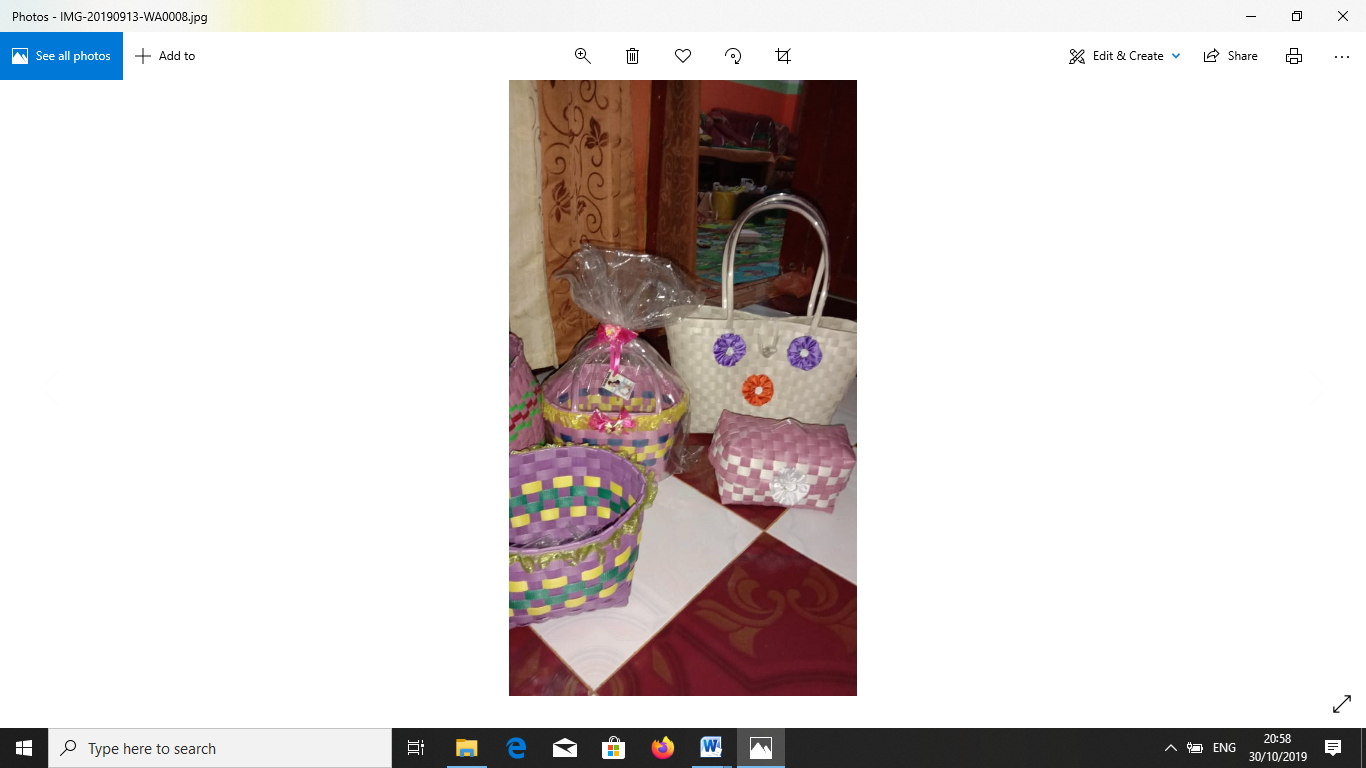 Photos - IMG-20190913-WA0008.jpg
See all photos
Add to
Edit & Create
Share
Type here to search
ENG
20:58
30/10/2019